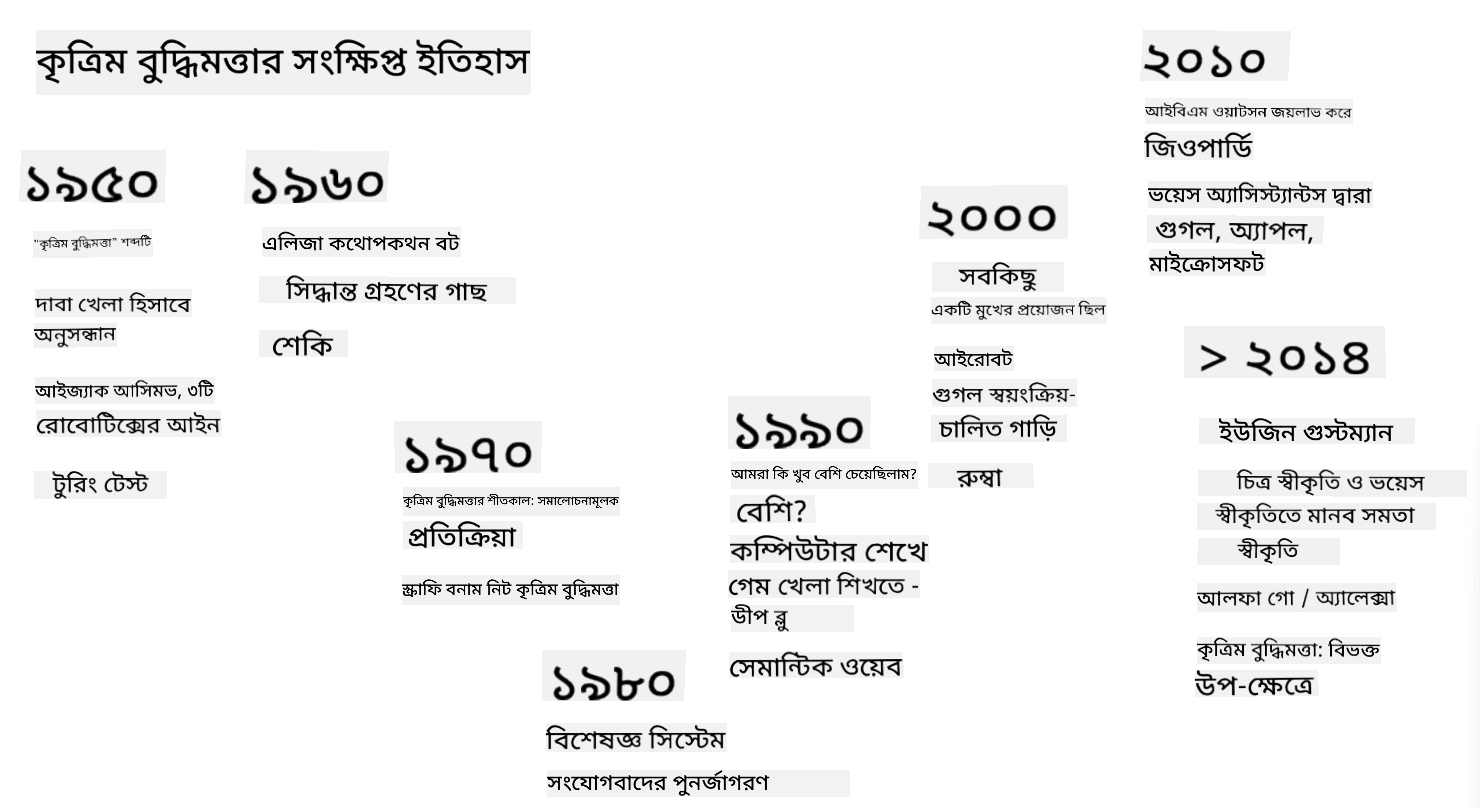 কৃত্রিম বুদ্ধিমত্তার সংক্ষিপ্ত ইতিহাস
১৯৫০
"কৃত্রিম বুদ্ধিমত্তা" শব্দটি
দাবা খেলা হিসাবে
অনুসন্ধান
আইজ্যাক আসিমভ, ৩টি
রোবোটিক্সের আইন
টুরিং টেস্ট
১৯৬০
এলিজা কথোপকথন বট
সিদ্ধান্ত গ্রহণের গাছ
শেকি
১৯৭০
কৃত্রিম বুদ্ধিমত্তার শীতকাল: সমালোচনামূলক
প্রতিক্রিয়া
স্ক্রাফি বনাম নিট কৃত্রিম বুদ্ধিমত্তা
১৯৮০
বিশেষজ্ঞ সিস্টেম
সংযোগবাদের পুনর্জাগরণ
১৯৯০
আমরা কি খুব বেশি চেয়েছিলাম?
বেশি?
কম্পিউটার শেখে
গেম খেলা শিখতে -
ডীপ ব্লু
সেমান্টিক ওয়েব
২০০০
সবকিছু
একটি মুখের প্রয়োজন ছিল
আইরোবট
গুগল স্বয়ংক্রিয়-
চালিত গাড়ি
রুম্বা
২০১০
আইবিএম ওয়াটসন জয়লাভ করে
জিওপার্ডি
ভয়েস অ্যাসিস্ট্যান্টস দ্বারা
গুগল, অ্যাপল,
মাইক্রোসফট
> ২০১৪
ইউজিন গুস্টম্যান
চিত্র স্বীকৃতি ও ভয়েস
স্বীকৃতিতে মানব সমতা
স্বীকৃতি
আলফা গো / অ্যালেক্সা
কৃত্রিম বুদ্ধিমত্তা: বিভক্ত
উপ-ক্ষেত্রে